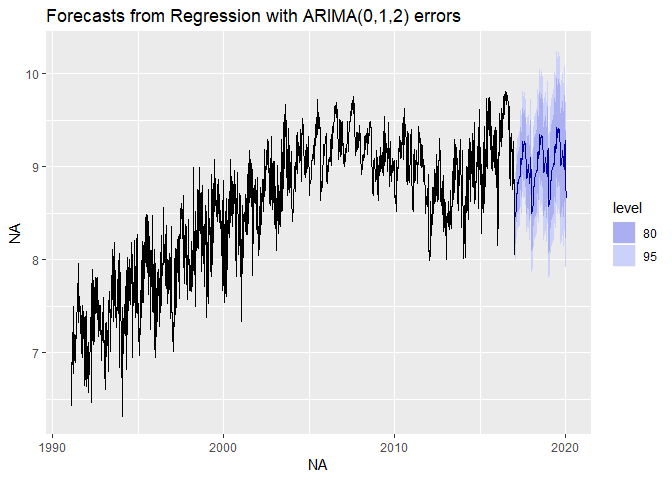 Forecasts from Regression with ARIMA(0,1,2) errors
10
9
8
7
NA
1990
2000
2010
2020
NA
level
80
95